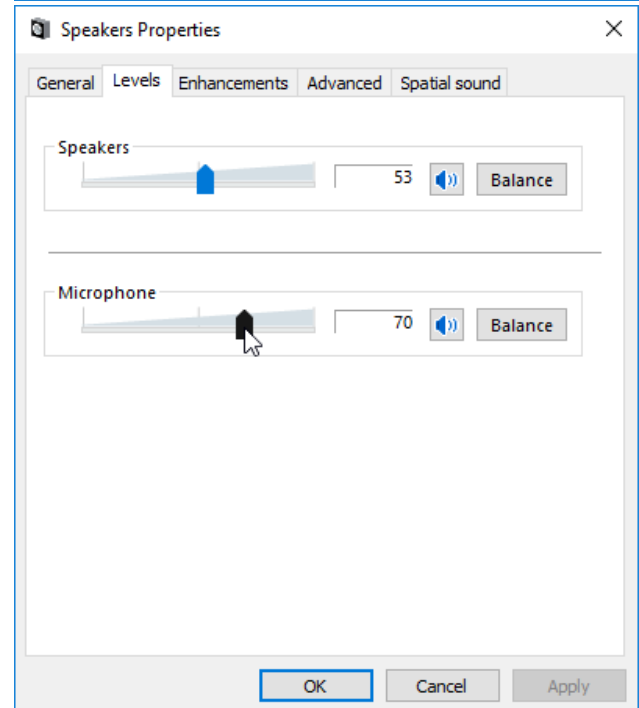 Speakers Properties
General Levels Enhancements Advanced Spatial sound
Speakers
53 Balance
Microphone
70 Balance
OK Cancel Apply